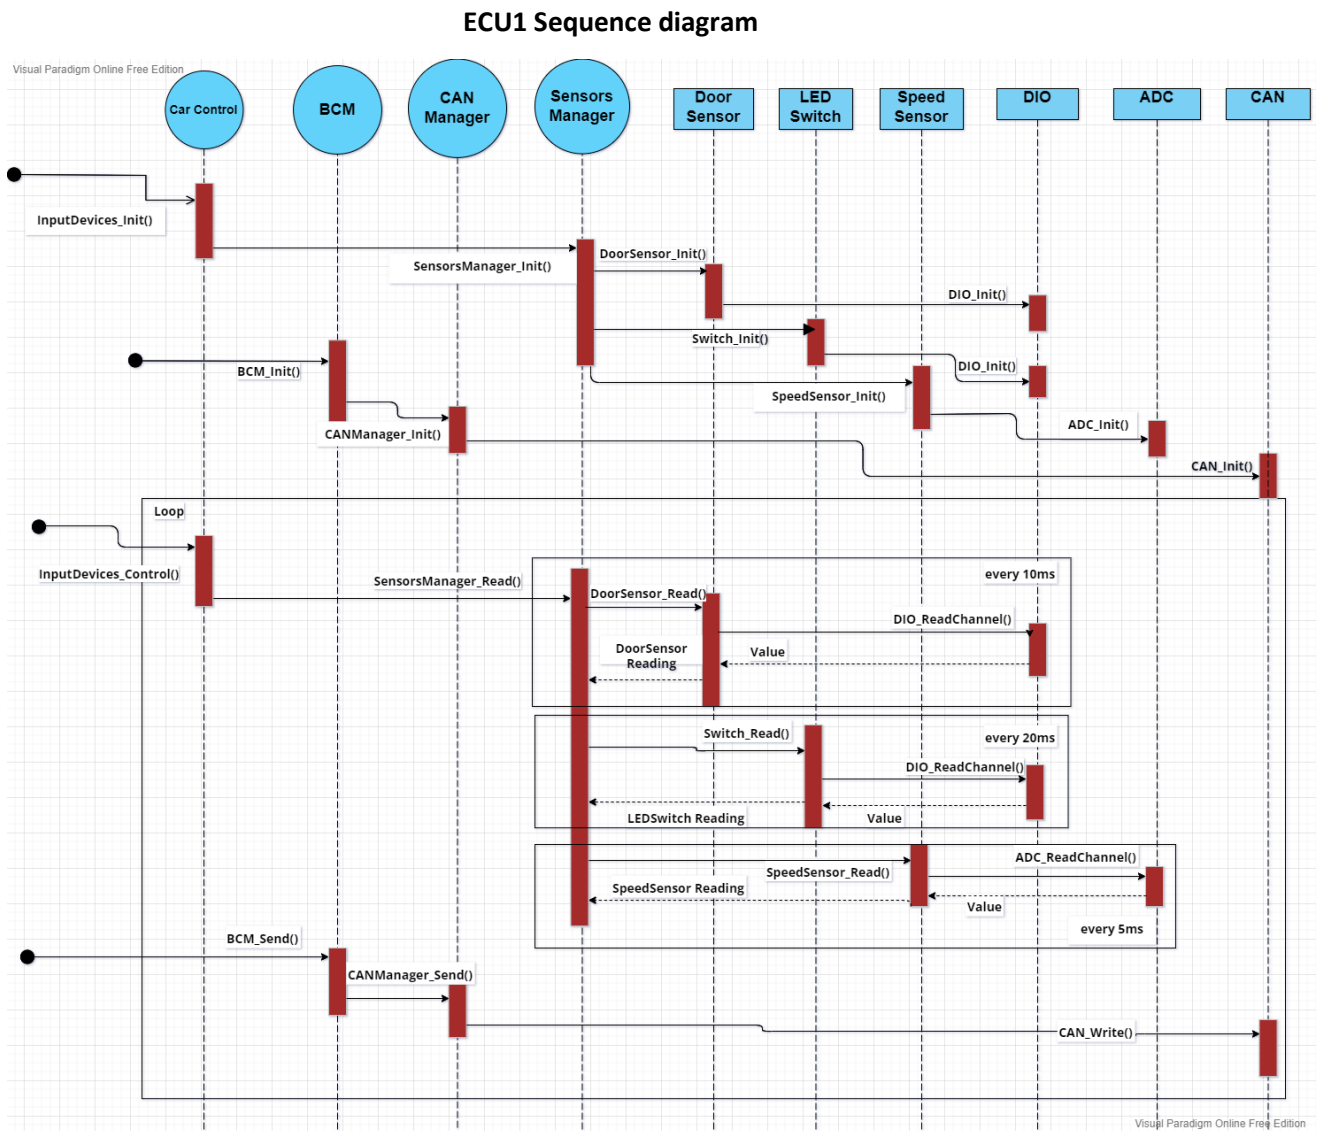 ECU1 Sequence diagram
Visual Paradigm Online Free Edition
Car Control
BCM
CAN
Manager
Sensors
Manager
Door
Sensor
LED
Switch
Speed
Sensor
DIO
ADC
CAN
InputDevices_Init()
SensorsManager_Init()
DoorSensor_Init()
DIO_Init()
Switch_Init()
BCM_Init()
DIO_Init()
SpeedSensor_Init()
CANManager_Init()
ADC_Init()
CAN_Init()
Loop
InputDevices_Control()
SensorsManager_Read()
every 10ms
DoorSensor_Read()
DIO_ReadChannel()
DoorSensor
Reading
Value
Switch_Read()
every 20ms
DIO_ReadChannel()
LEDSwitch Reading
Value
ADC_ReadChannel()
SpeedSensor_Read()
SpeedSensor Reading
Value
every 5ms
BCM_Send()
CANManager_Send()
CAN_Write()
Visual Paradigm Online Free Edition